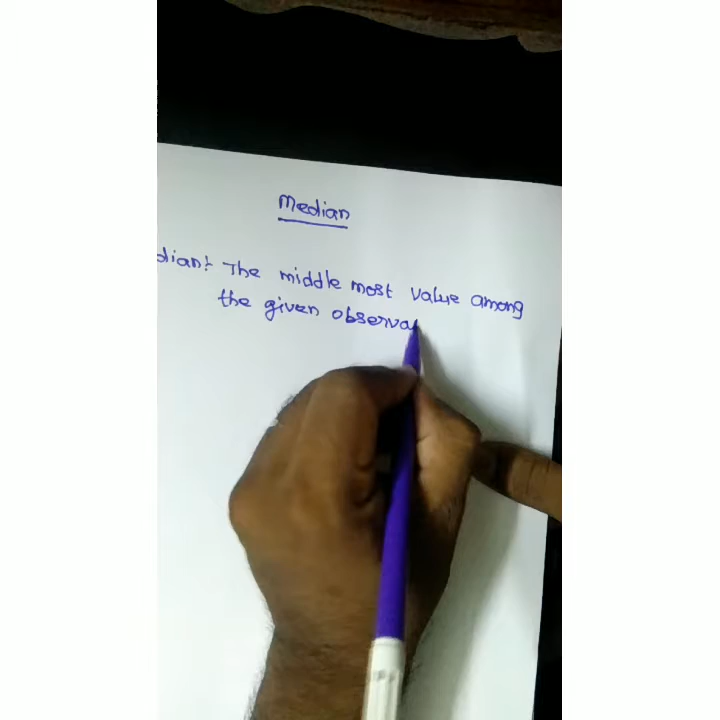 Median
dian: The middle most value among
the given observa